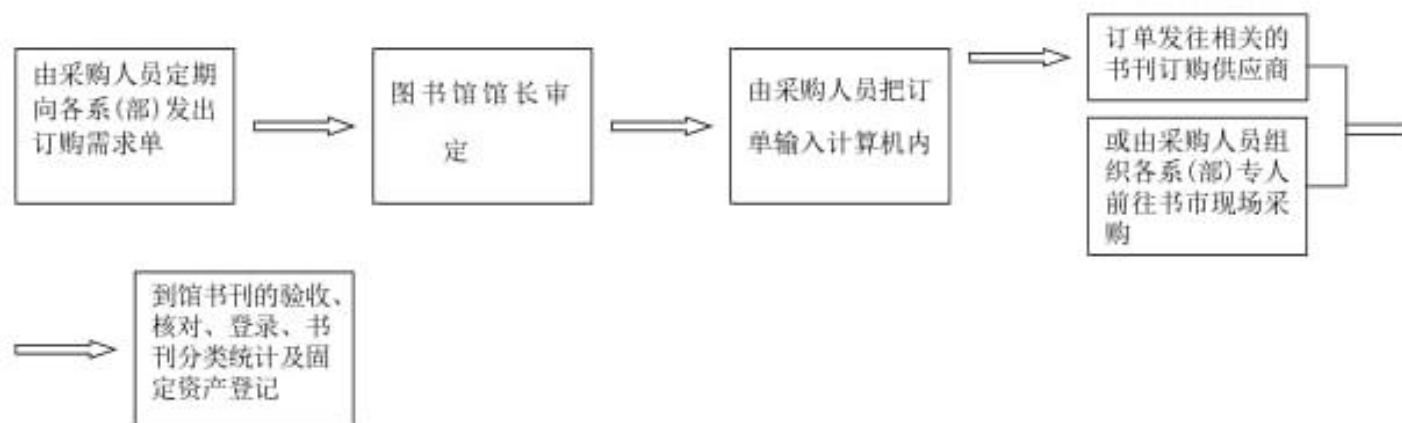 由采购人员定期
向各系(部)发出
订购需求单
图书馆馆长审
定
由采购人员把订
单输入计算机内
订单发往相关的
书刊订购供应商
或由采购人员组
织各系(部)专人
前往书市现场采
购
到馆书刊的验收、
核对、登录、书
刊分类统计及固
定资产登记